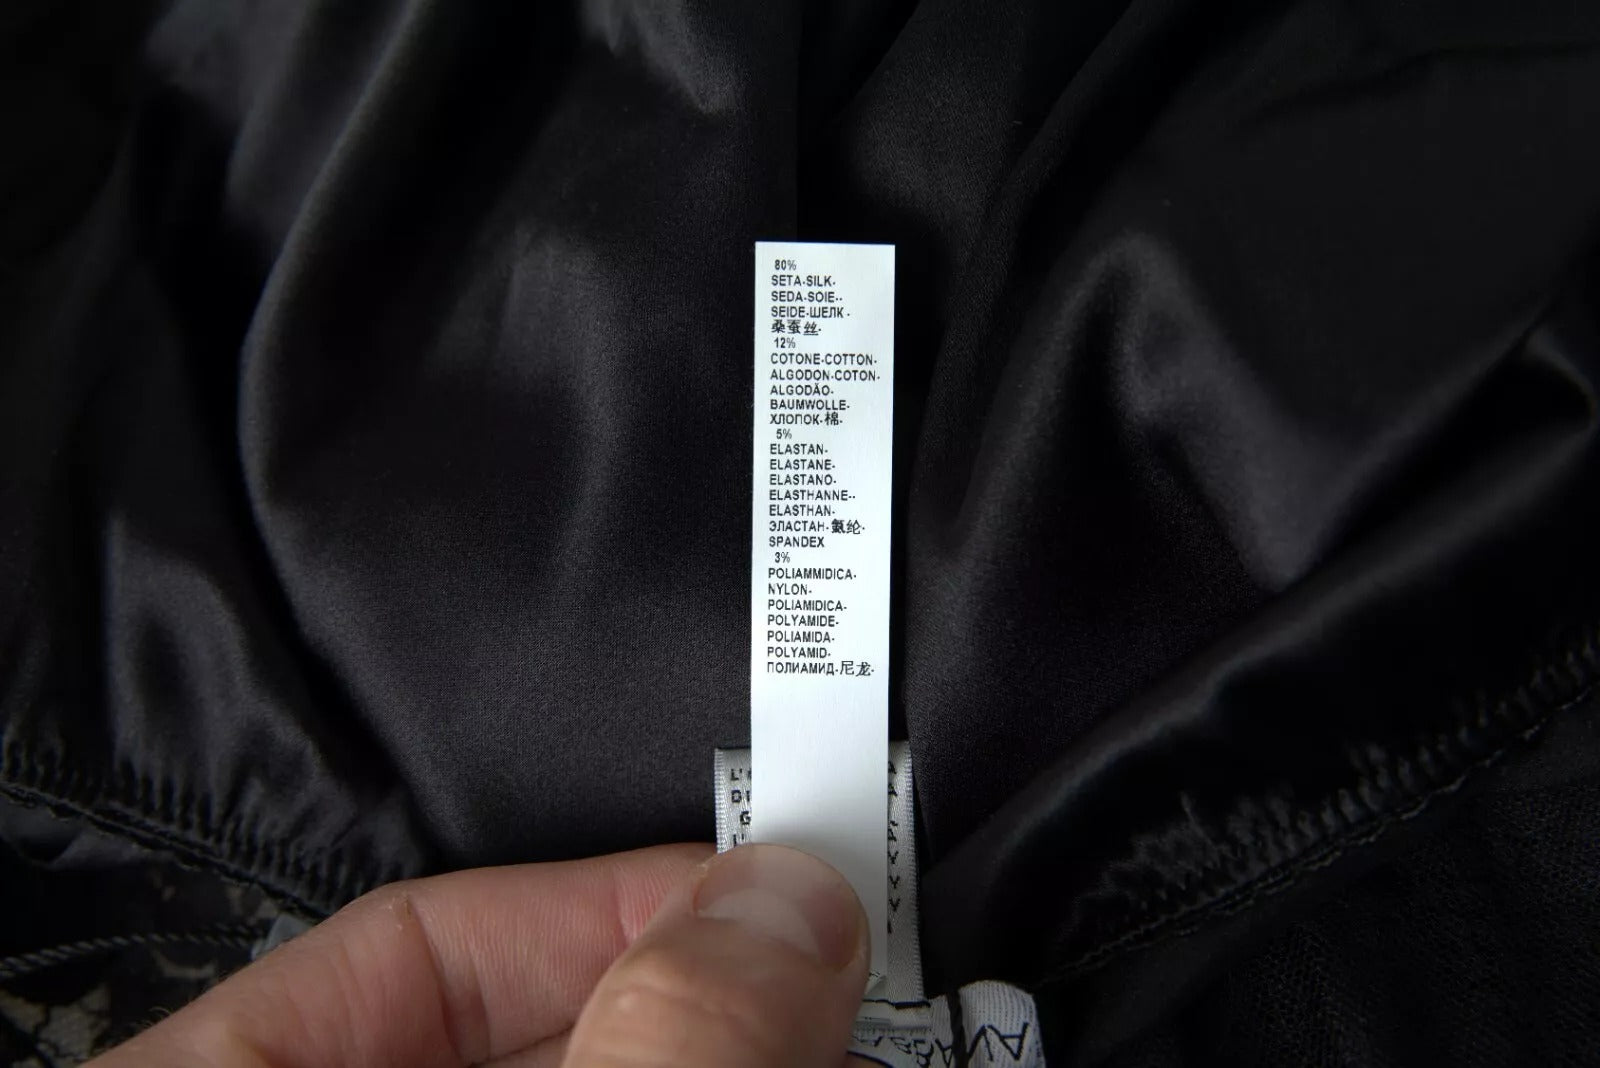 80%
SETA-SILK-
SEDA-SOIE--
SEIDE-ШЕЛК-
桑蚕丝-
12%
COTONE-COTTON-
ALGODON-COTON-
ALGODÃO-
BAUMWOLLE-
ХЛОПОК-棉-
5%
ELASTAN-
ELASTANE-
ELASTANO-
ELASTHANNE--
ELASTHAN-
ЭЛАСТАН-氨纶-
SPANDEX
3%
POLIAMMIDICA-
NYLON-
POLIAMIDICA-
POLYAMIDE-
POLIAMIDA-
POLYAMID-
ПОЛИАМИД-尼龙-